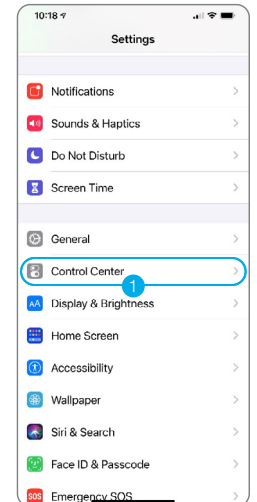 10:18
Settings
Notifications
Sounds & Haptics
Do Not Disturb
Screen Time
General
Control Center
1
AA Display & Brightness
Home Screen
Accessibility
Wallpaper
Siri & Search
Face ID & Passcode
SOS Emergency SOS